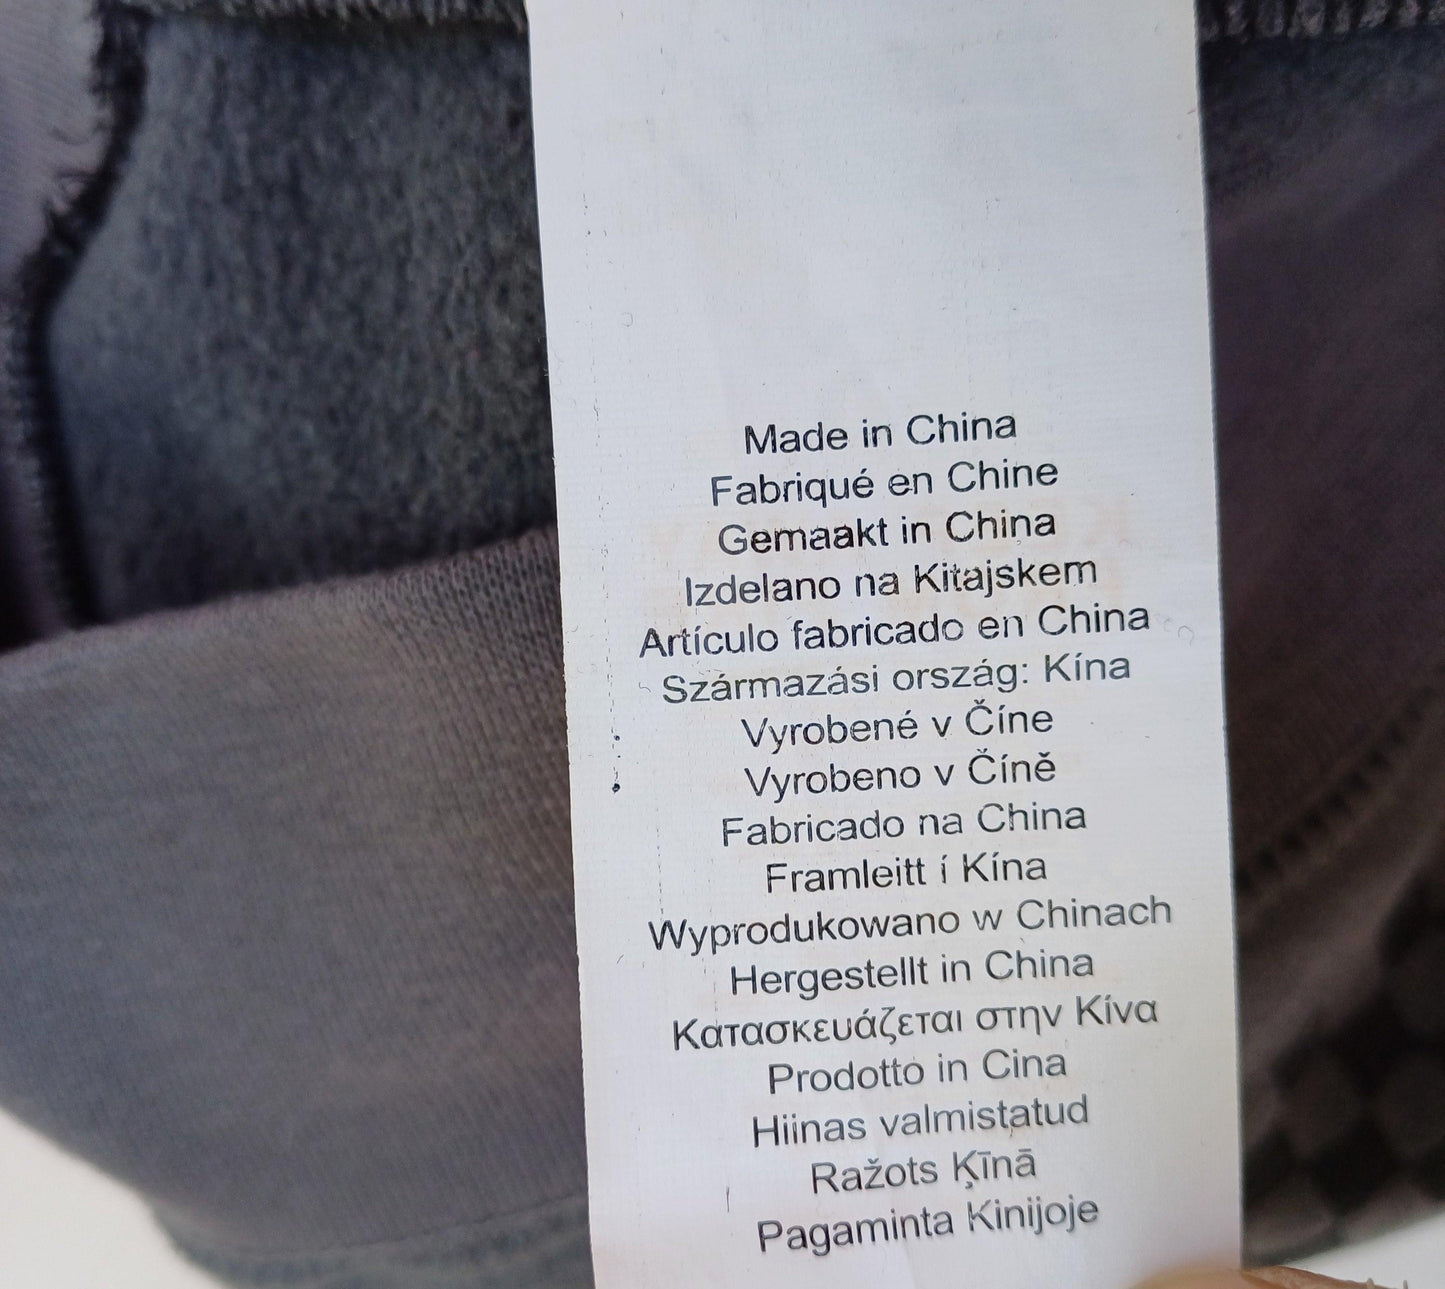 Made in China
Fabriqué en Chine
Gemaakt in China
Izdelano na Kitajskem
Artículo fabricado en China
Származási ország: Kína
Vyrobené v Číne
Vyrobeno v Číně
Fabricado na China
Framleitt í Kína
Wyprodukowano w Chinach
Hergestellt in China
Κατασκευάζεται στην Κίνα
Prodotto in Cina
Hiinas valmistatud
Ražots Ķīnā
Pagaminta Kinijoje